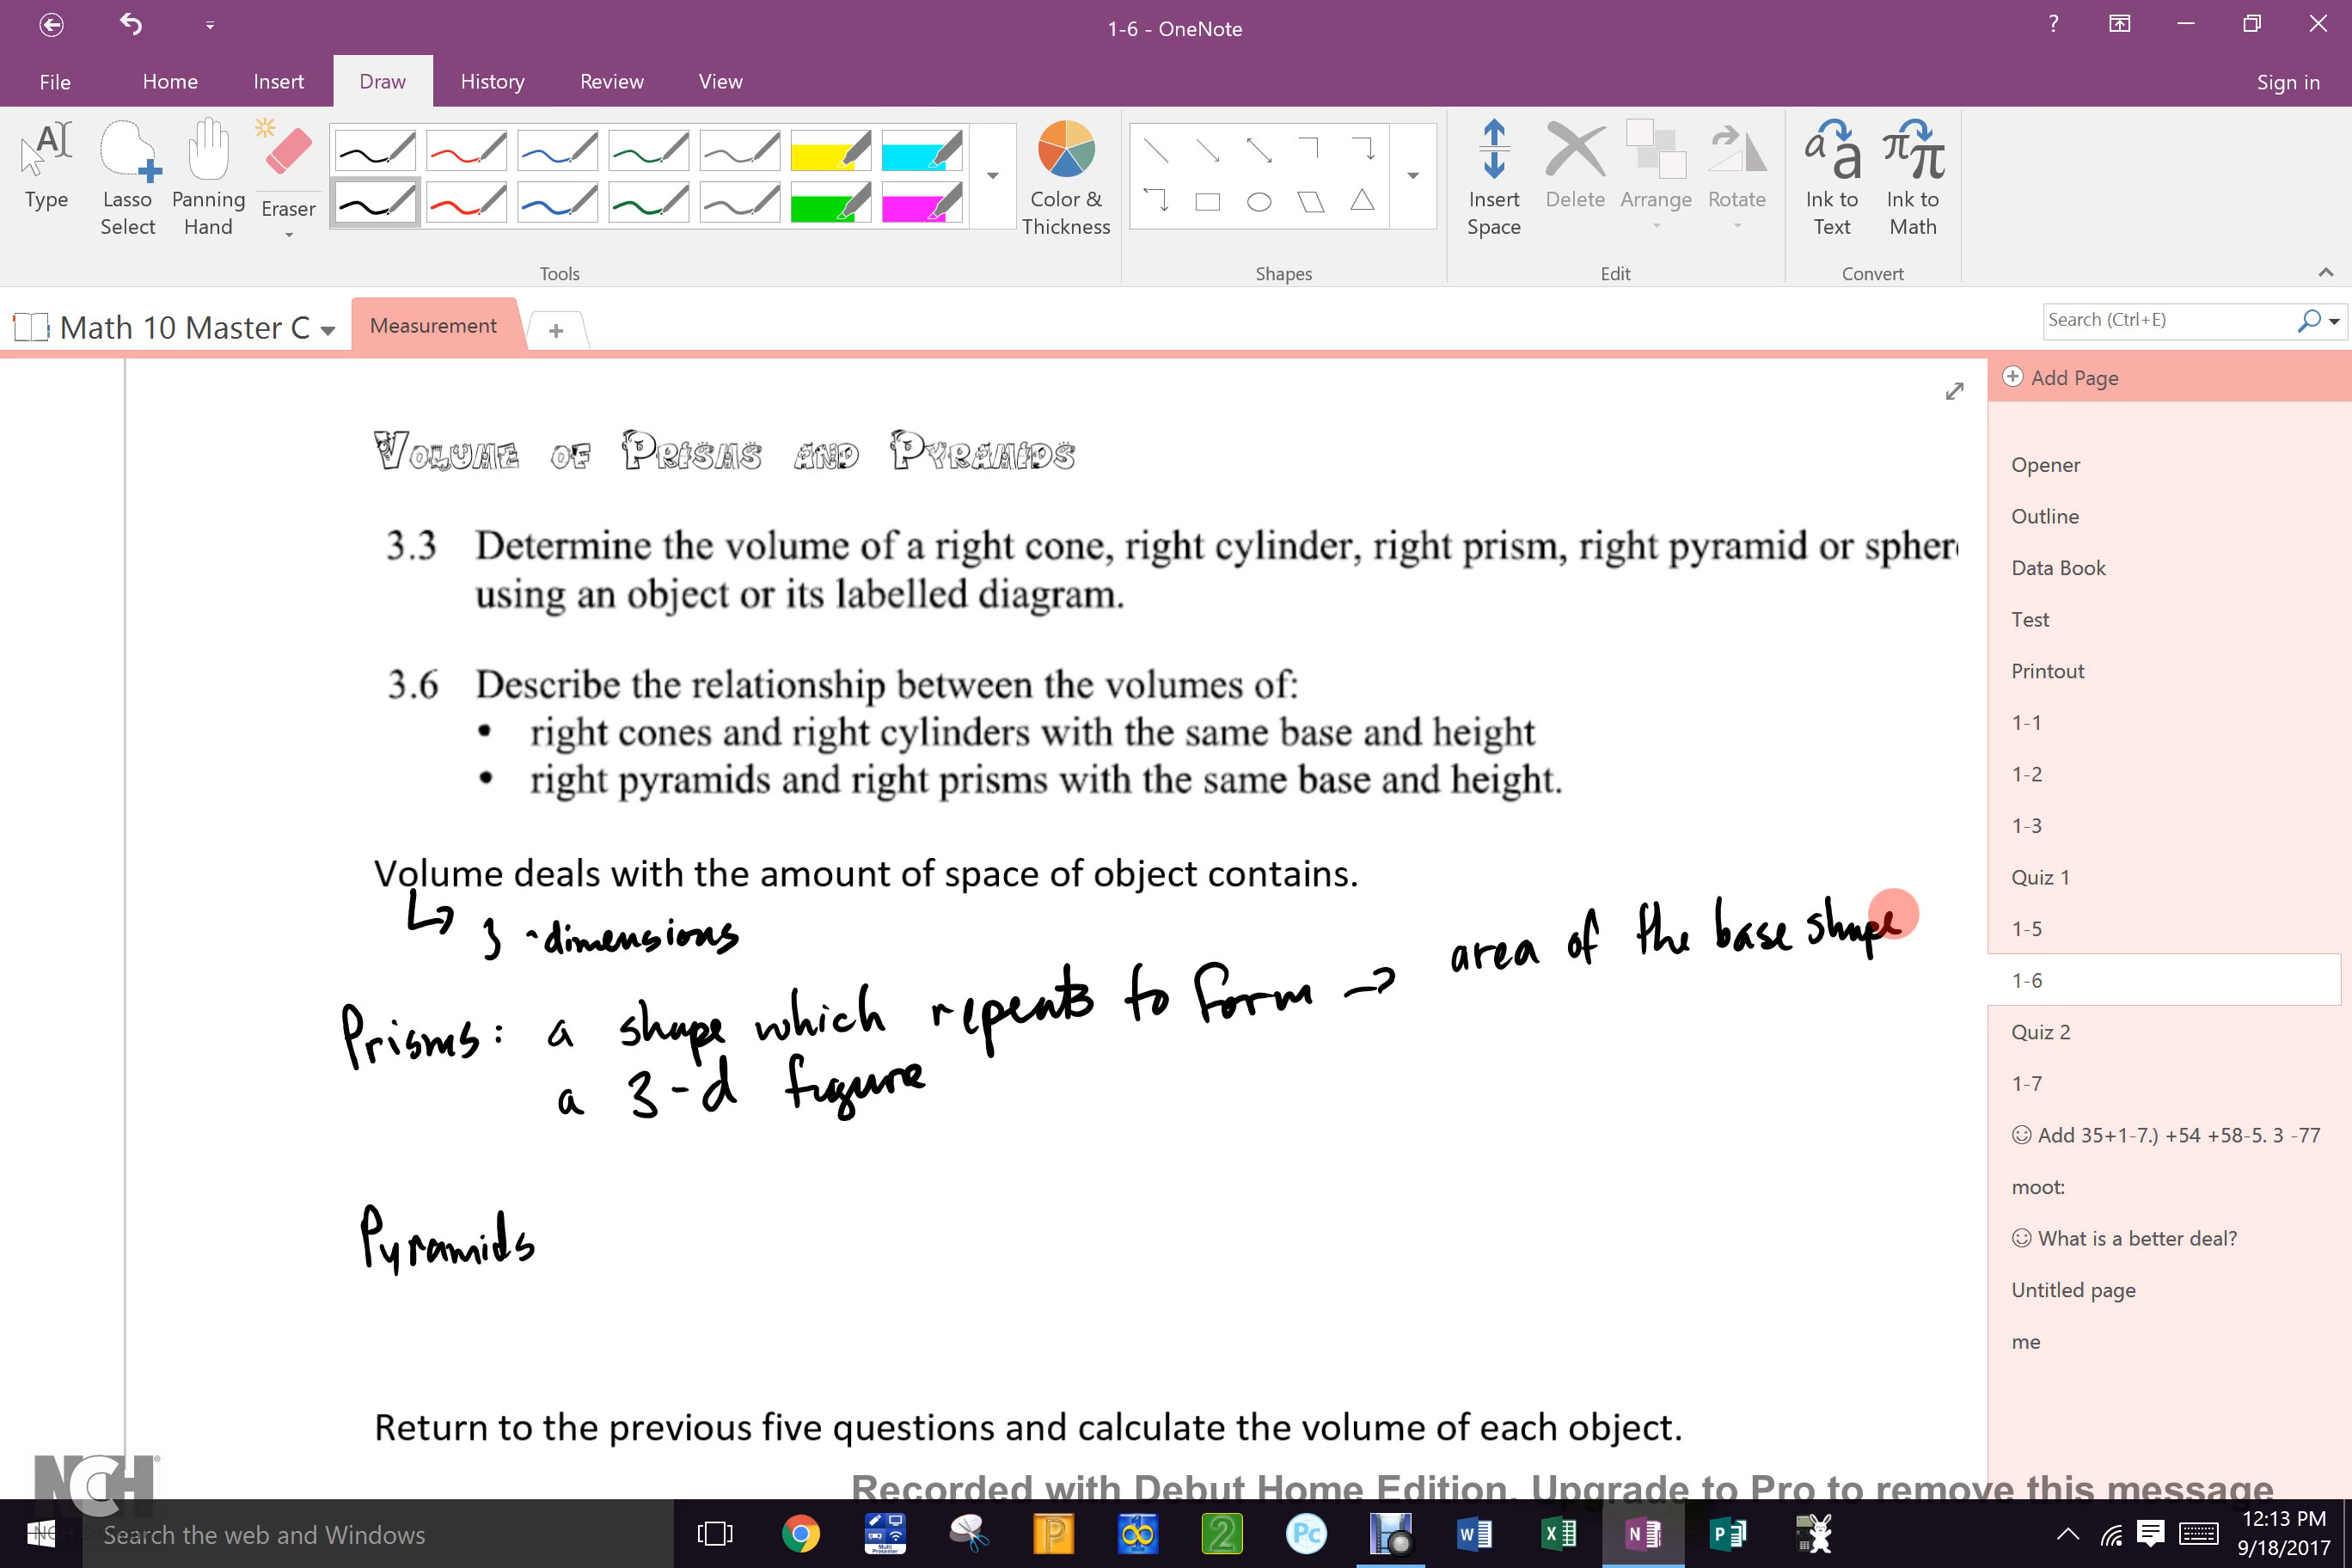 1-6 - OneNote
?
File Home Insert Draw History Review View Sign in
Type
Lasso Select
Panning Hand
Eraser
Color & Thickness
Insert Space
Delete
Arrange
Rotate
Ink to Text
Ink to Math
Tools Shapes Edit Convert
Math 10 Master C
Measurement
Search (Ctrl+E)
Add Page
Volume of Prisms and Pyramids
3.3 Determine the volume of a right cone, right cylinder, right prism, right pyramid or spher
using an object or its labelled diagram.
3.6 Describe the relationship between the volumes of:
• right cones and right cylinders with the same base and height
• right pyramids and right prisms with the same base and height.
Volume deals with the amount of space of object contains.
↳ 3-dimensions
Prisms: a shape which repeats to form → area of the base shape
a 3-d figure
Pyramids
Return to the previous five questions and calculate the volume of each object.
Opener
Outline
Data Book
Test
Printout
1-1
1-2
1-3
Quiz 1
1-5
1-6
Quiz 2
1-7
Add 35+1-7.) +54 +58-5. 3 -77
moot:
What is a better deal?
Untitled page
me
NCH
Recorded with Debut Home Edition. Upgrade to Pro to remove this message
Search the web and Windows
12:13 PM
9/18/2017